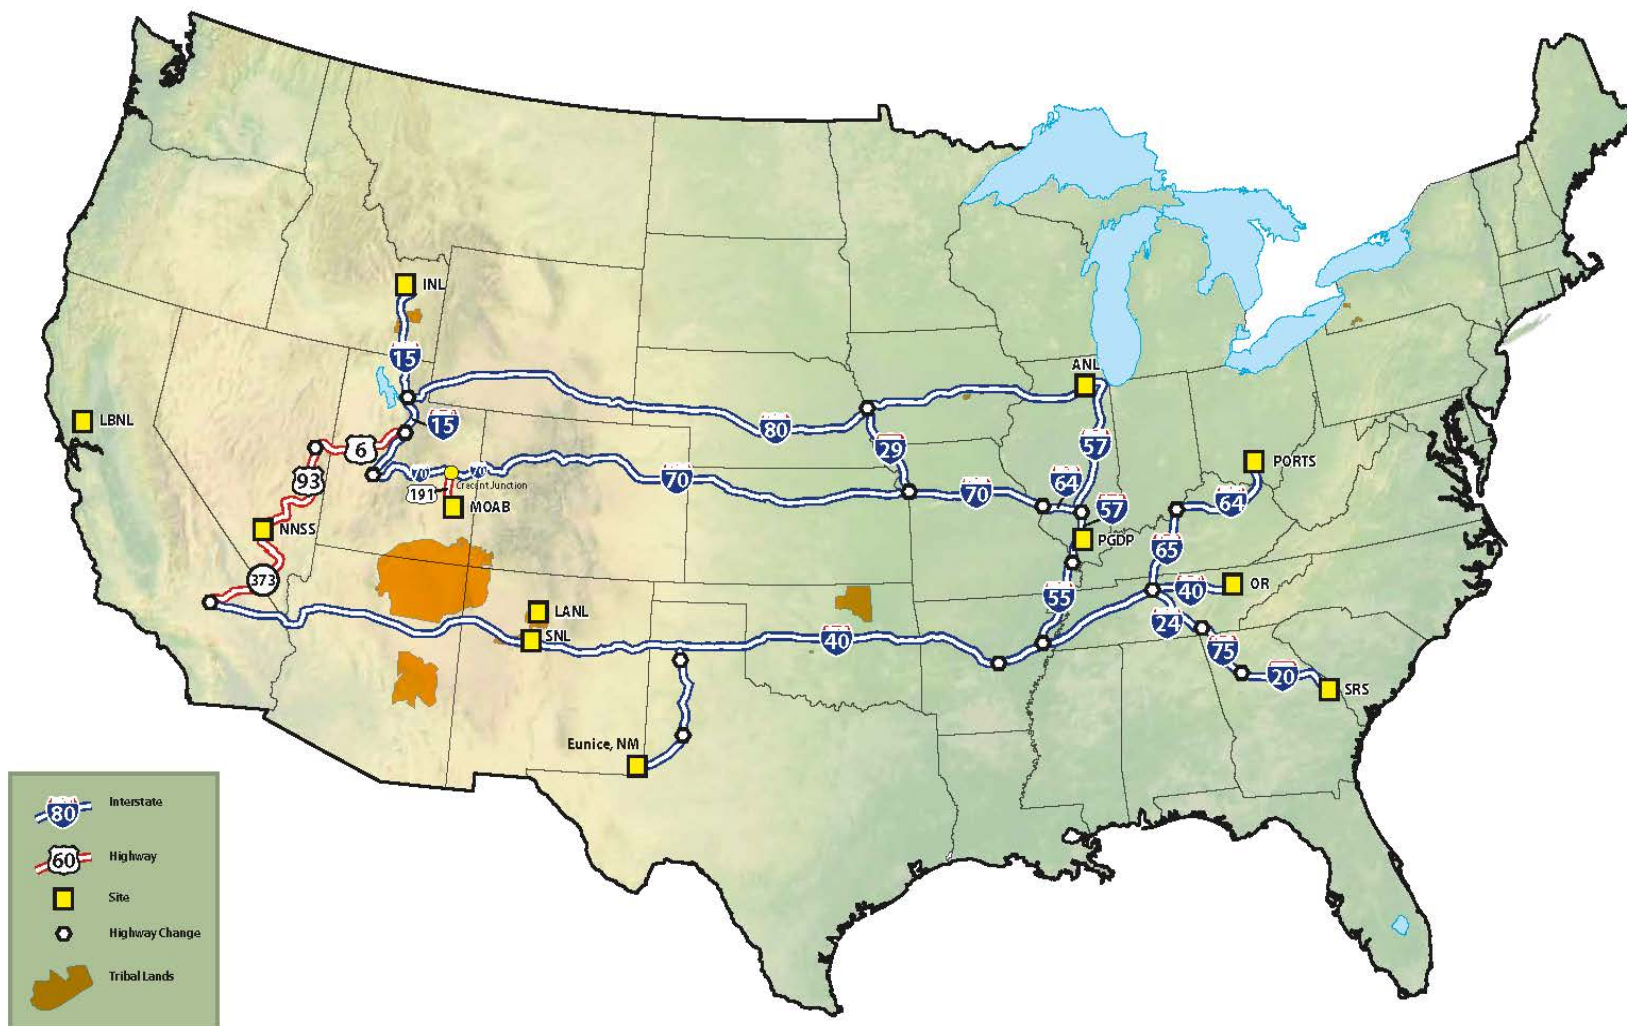 INL
15
ANL
LBNL
15
80
6
29
57
PORTS
93
70
70
Crescent Junction
191
70
70
64
64
MOAB
57
NNSS
PGDP
65
373
OR
40
55
LANL
24
SNL
40
75
20
SRS
Eunice, NM
80
Interstate
60
Highway
Site
Highway Change
Tribal Lands